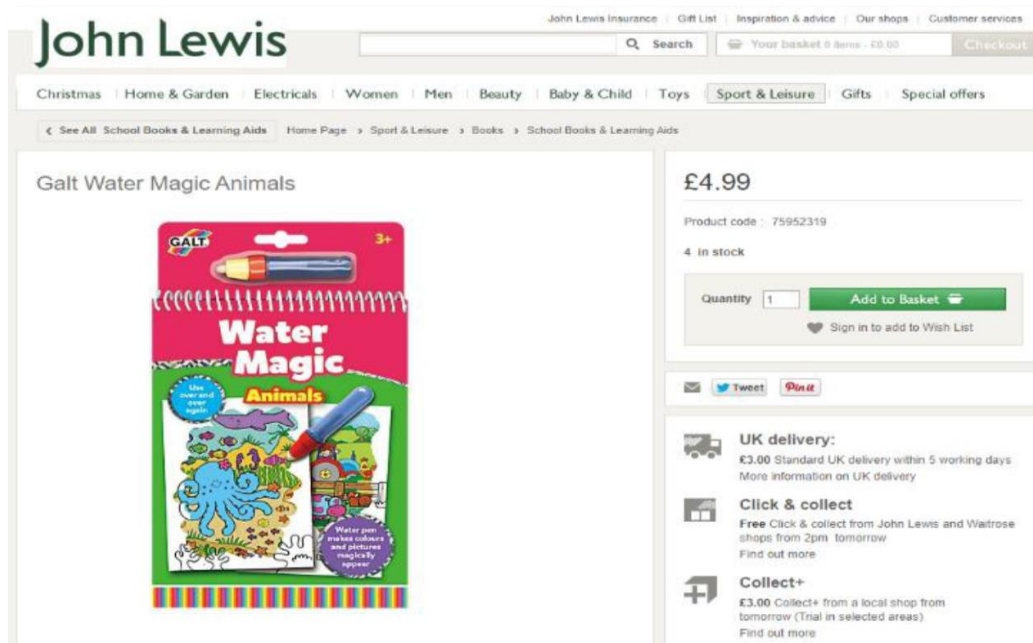 John Lewis Insurance Gift List Inspiration & advice Our shops Customer services
John Lewis
Search
Your basket 0 items - £0.00
Checkout
Christmas Home & Garden Electricals Women Men Beauty Baby & Child Toys Sport & Leisure Gifts Special offers
See All School Books & Learning Aids Home Page > Sport & Leisure > Books > School Books & Learning Aids
Galt Water Magic Animals
GALT
3+
Water
Magic
Animals
Use
over and
over
again
Water pen
makes colours
and pictures
magically
appear
£4.99
Product code : 75952319
4 in stock
Quantity 1 Add to Basket
Sign in to add to Wish List
Tweet Pin it
UK delivery:
£3.00 Standard UK delivery within 5 working days
More information on UK delivery
Click & collect
Free Click & collect from John Lewis and Waitrose
shops from 2pm tomorrow
Find out more
Collect+
£3.00 Collect+ from a local shop from
tomorrow (Trial in selected areas)
Find out more